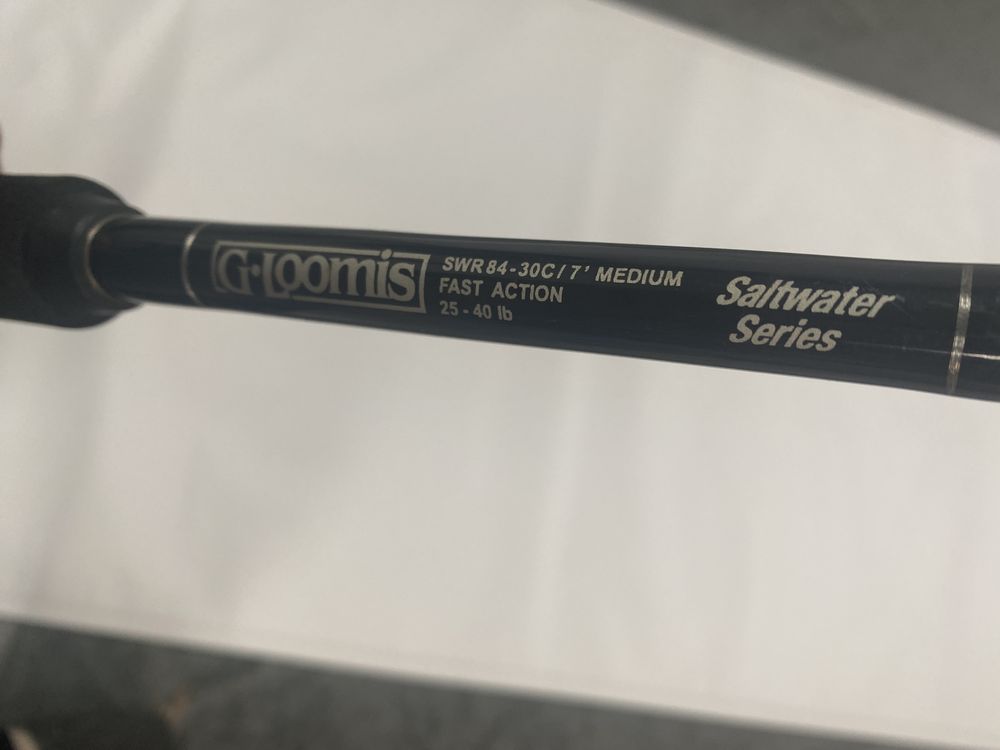 G·Loomis
SWR 84-30C / 7' MEDIUM
FAST ACTION
25 - 40 lb
Saltwater
Series